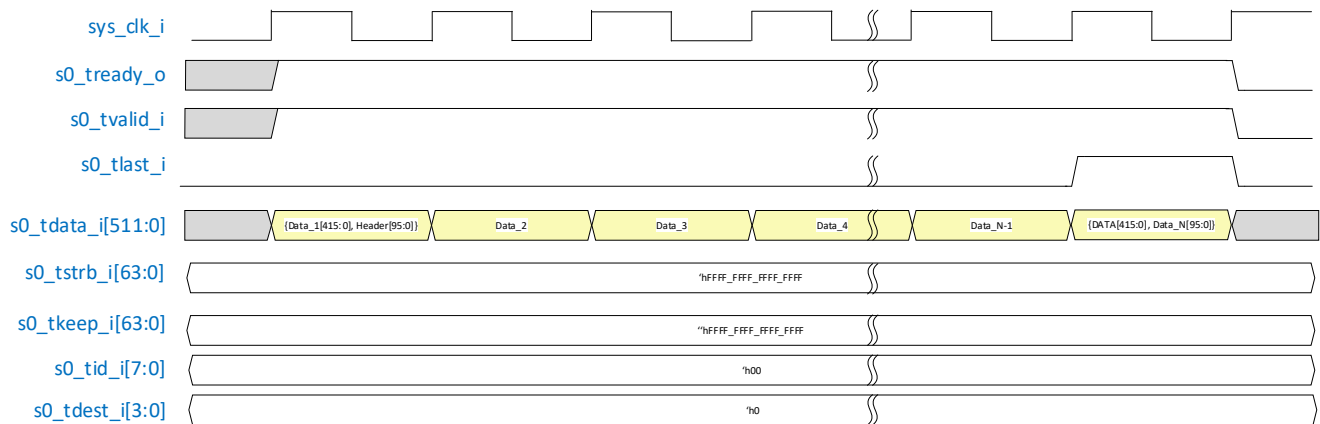 sys_clk_i
s0_tready_o
s0_tvalid_i
s0_tlast_i
s0_tdata_i[511:0] {Data_1[415:0], Header[95:0]} Data_2 Data_3 Data_4 Data_N-1 {DATA[415:0], Data_N[95:0]}
s0_tstrb_i[63:0] 'hFFFF_FFFF_FFFF_FFFF
s0_tkeep_i[63:0] ''hFFFF_FFFF_FFFF_FFFF
s0_tid_i[7:0] 'h00
s0_tdest_i[3:0] 'h0